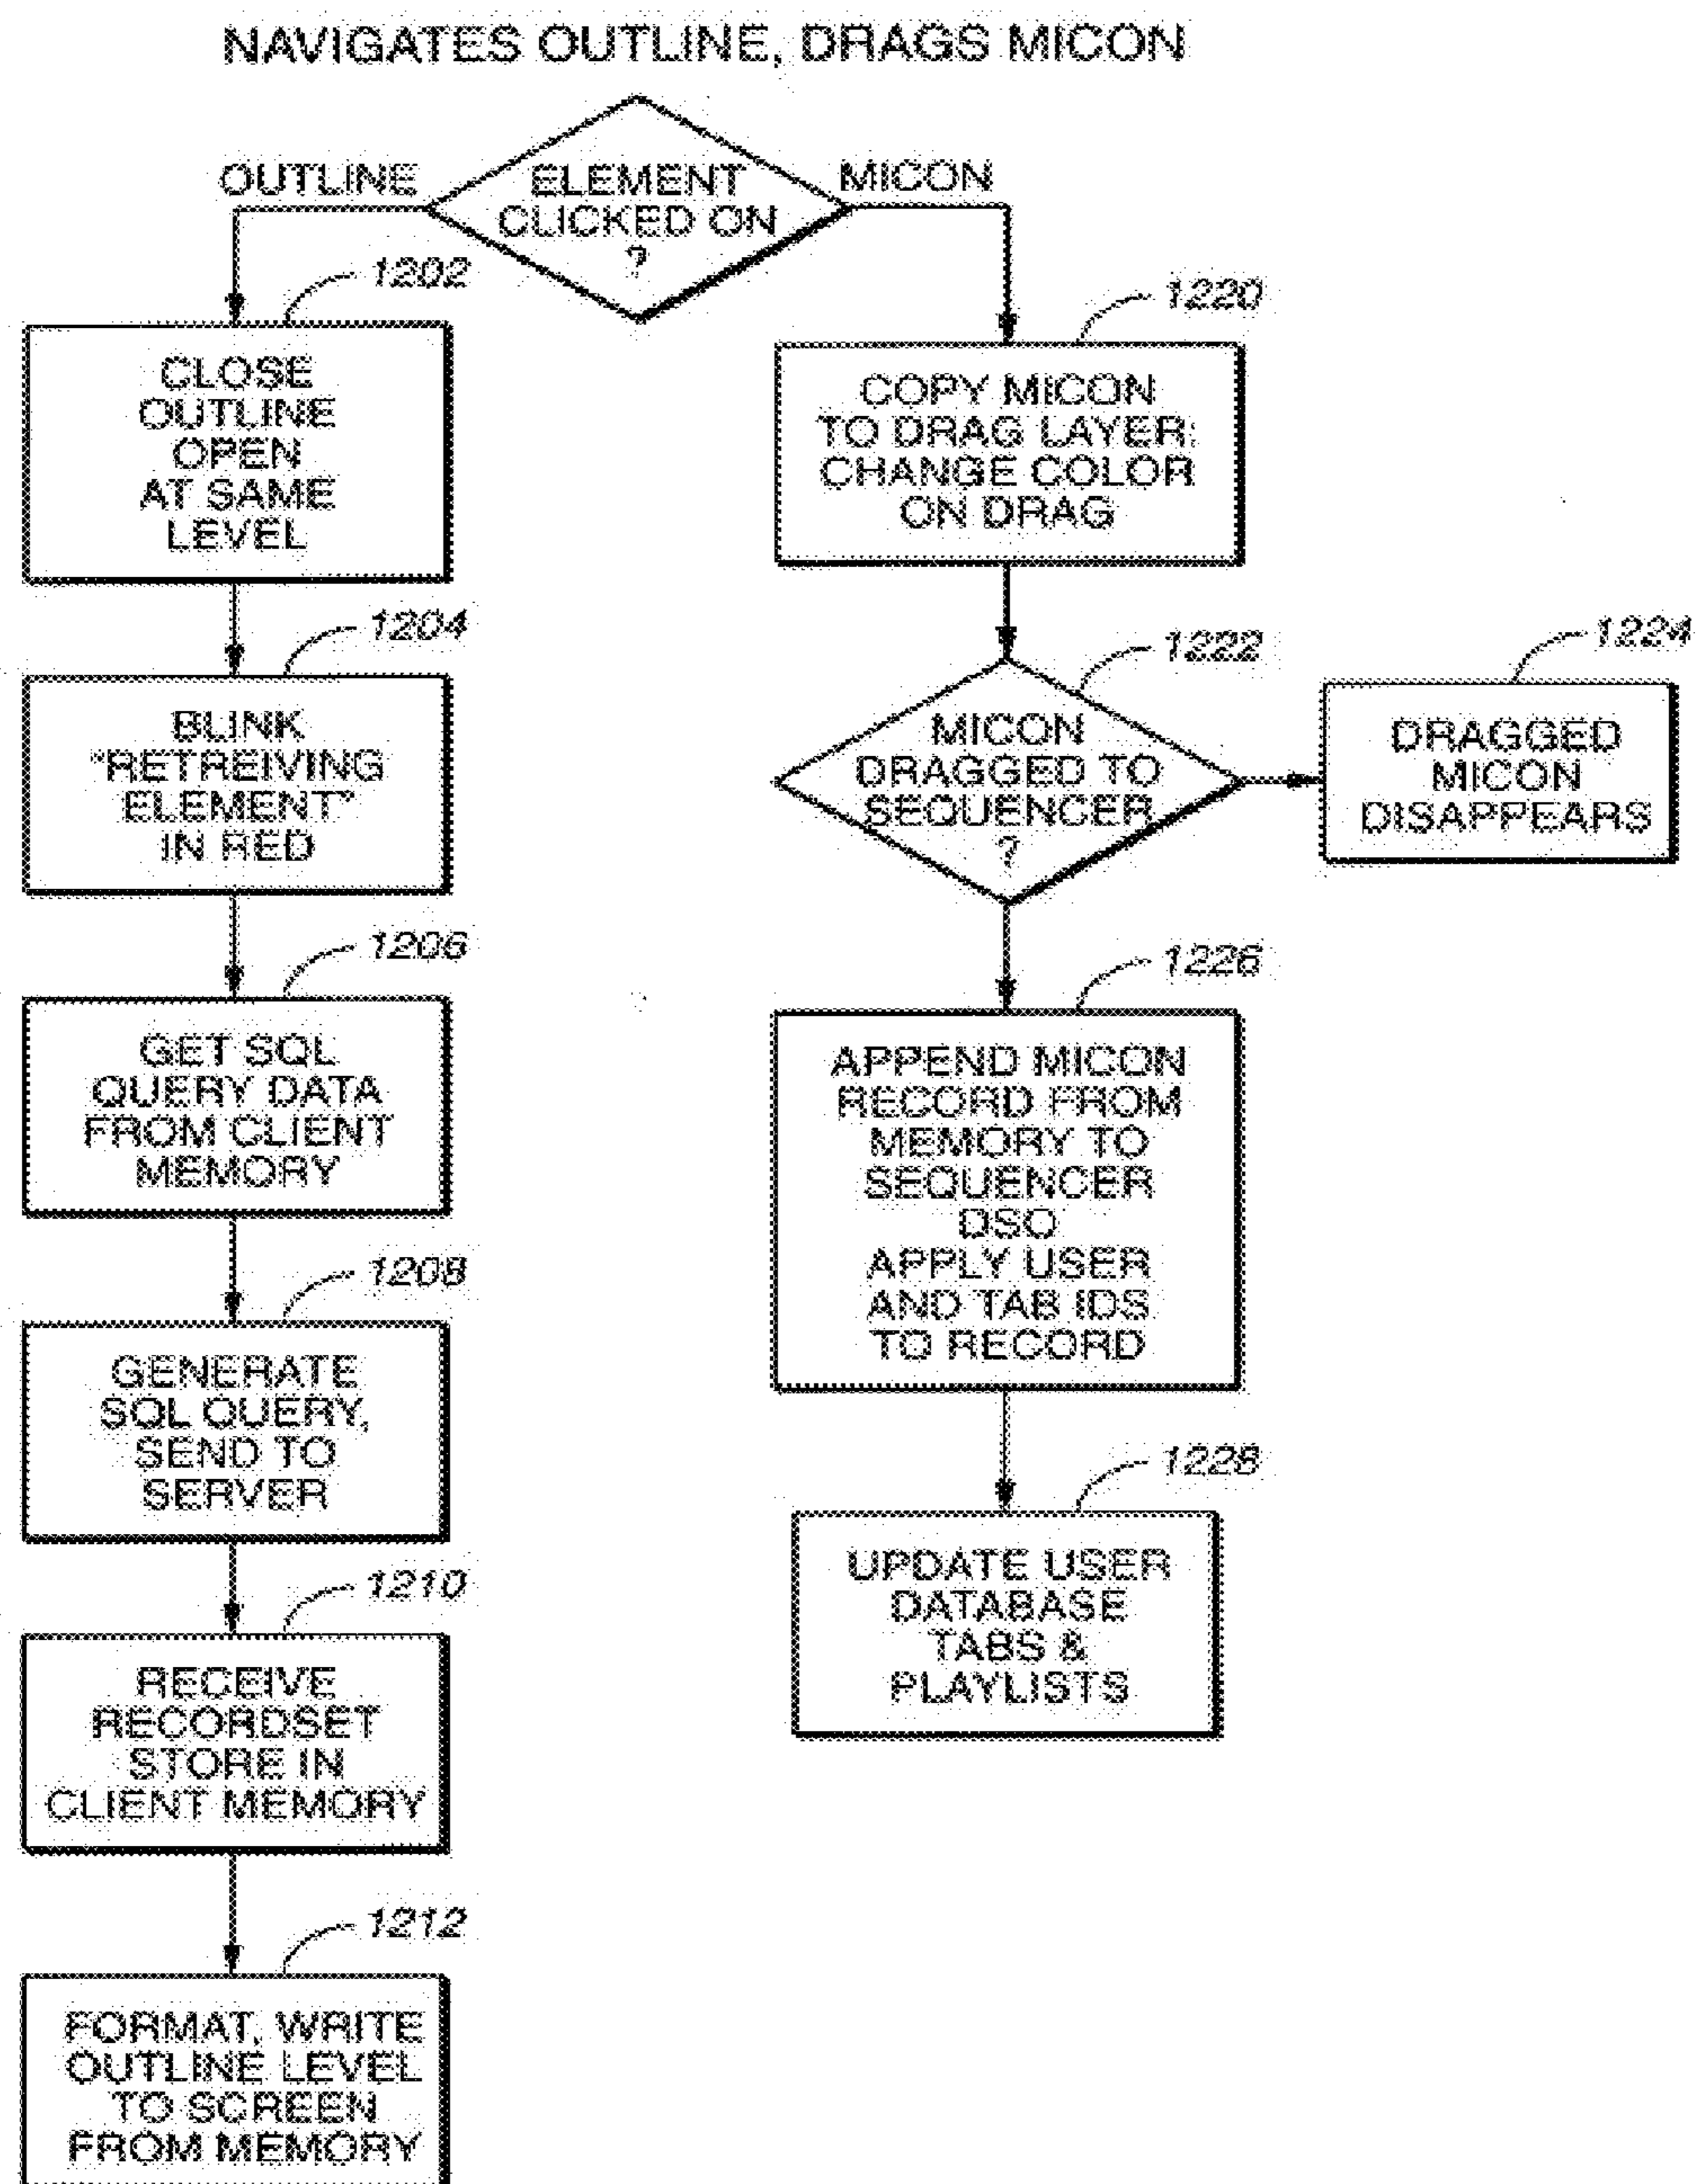 NAVIGATES OUTLINE, DRAGS MICON
OUTLINE
ELEMENT
CLICKED ON
?
MICON
1202
CLOSE
OUTLINE
OPEN
AT SAME
LEVEL
1204
BLINK
"RETREIVING
ELEMENT"
IN RED
1206
GET SQL
QUERY DATA
FROM CLIENT
MEMORY
1208
GENERATE
SQL QUERY,
SEND TO
SERVER
1210
RECEIVE
RECORDSET
STORE IN
CLIENT MEMORY
1212
FORMAT, WRITE
OUTLINE LEVEL
TO SCREEN
FROM MEMORY
1220
COPY MICON
TO DRAG LAYER;
CHANGE COLOR
ON DRAG
1222
MICON
DRAGGED TO
SEQUENCER
?
1224
DRAGGED
MICON
DISAPPEARS
1226
APPEND MICON
RECORD FROM
MEMORY TO
SEQUENCER
DSO
APPLY USER
AND TAB IDS
TO RECORD
1228
UPDATE USER
DATABASE
TABS &
PLAYLISTS